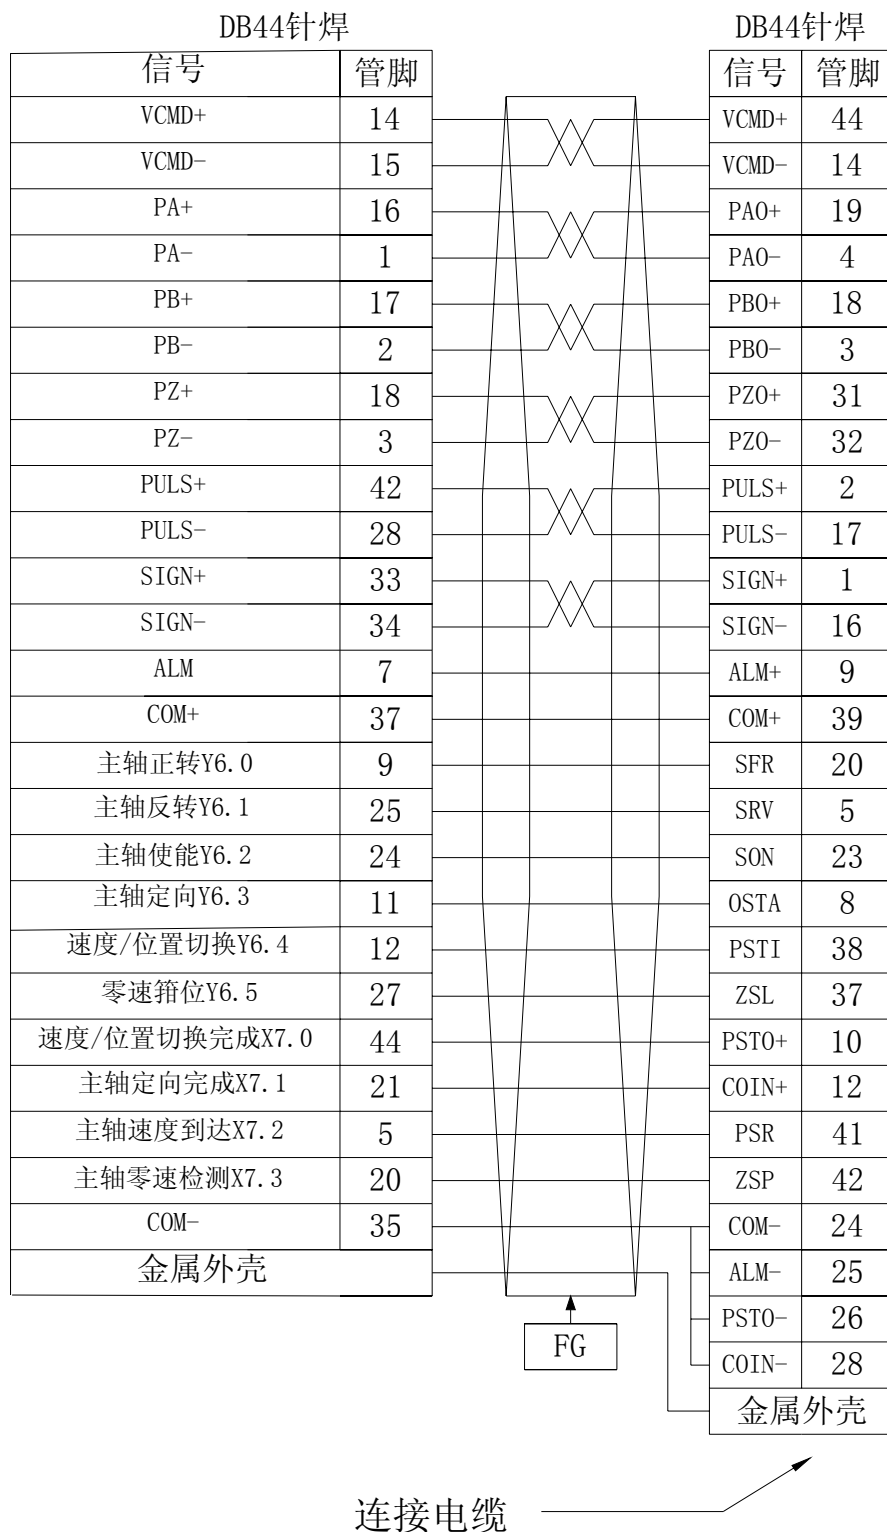 DB44针焊 DB44针焊
信号 管脚 信号 管脚
VCMD+ 14 VCMD+ 44
VCMD- 15 VCMD- 14
PA+ 16 PAO+ 19
PA- 1 PAO- 4
PB+ 17 PBO+ 18
PB- 2 PBO- 3
PZ+ 18 PZO+ 31
PZ- 3 PZO- 32
PULS+ 42 PULS+ 2
PULS- 28 PULS- 17
SIGN+ 33 SIGN+ 1
SIGN- 34 SIGN- 16
ALM 7 ALM+ 9
COM+ 37 COM+ 39
主轴正转Y6.0 9 SFR 20
主轴反转Y6.1 25 SRV 5
主轴使能Y6.2 24 SON 23
主轴定向Y6.3 11 OSTA 8
速度/位置切换Y6.4 12 PSTI 38
零速箝位Y6.5 27 ZSL 37
速度/位置切换完成X7.0 44 PSTO+ 10
主轴定向完成X7.1 21 COIN+ 12
主轴速度到达X7.2 5 PSR 41
主轴零速检测X7.3 20 ZSP 42
COM- 35 COM- 24
金属外壳 ALM- 25
PSTO- 26
FG COIN- 28
金属外壳
连接电缆